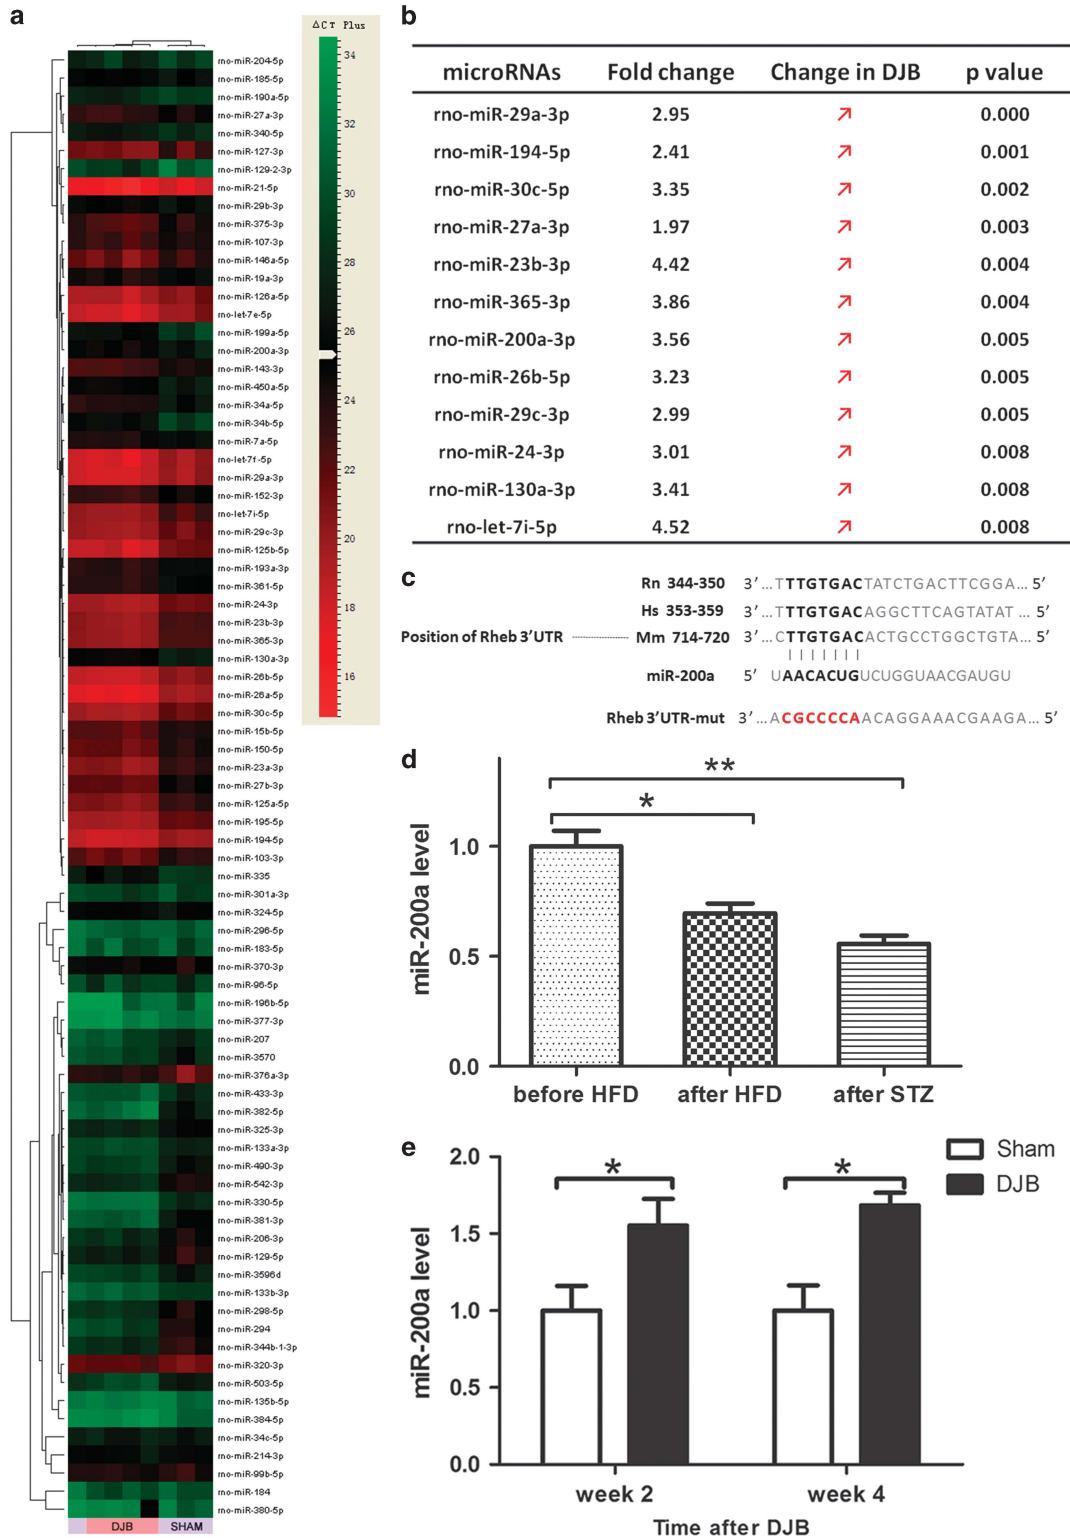 a
ΔCT Plus
34
32
30
28
26
24
22
20
18
16
rno-miR-204-5p
rno-miR-185-5p
rno-miR-190a-5p
rno-miR-27a-3p
rno-miR-340-5p
rno-miR-127-3p
rno-miR-129-2-3p
rno-miR-21-5p
rno-miR-29b-3p
rno-miR-375-3p
rno-miR-107-3p
rno-miR-146a-5p
rno-miR-19a-3p
rno-miR-126a-5p
rno-let-7e-5p
rno-miR-199a-5p
rno-miR-200a-3p
rno-miR-143-3p
rno-miR-450a-5p
rno-miR-34a-5p
rno-miR-34b-5p
rno-miR-7a-5p
rno-let-7f-5p
rno-miR-29a-3p
rno-miR-152-3p
rno-let-7i-5p
rno-miR-29c-3p
rno-miR-125b-5p
rno-miR-193a-3p
rno-miR-361-5p
rno-miR-24-3p
rno-miR-23b-3p
rno-miR-365-3p
rno-miR-130a-3p
rno-miR-26b-5p
rno-miR-26a-5p
rno-miR-30c-5p
rno-miR-15b-5p
rno-miR-150-5p
rno-miR-23a-3p
rno-miR-27b-3p
rno-miR-125a-5p
rno-miR-195-5p
rno-miR-194-5p
rno-miR-103-3p
rno-miR-335
rno-miR-301a-3p
rno-miR-324-5p
rno-miR-296-5p
rno-miR-183-5p
rno-miR-370-3p
rno-miR-96-5p
rno-miR-196b-5p
rno-miR-377-3p
rno-miR-207
rno-miR-3570
rno-miR-376a-3p
rno-miR-433-3p
rno-miR-382-5p
rno-miR-325-3p
rno-miR-133a-3p
rno-miR-490-3p
rno-miR-542-3p
rno-miR-330-5p
rno-miR-381-3p
rno-miR-206-3p
rno-miR-129-5p
rno-miR-3596d
rno-miR-133b-3p
rno-miR-298-5p
rno-miR-294
rno-miR-344b-1-3p
rno-miR-320-3p
rno-miR-503-5p
rno-miR-135b-5p
rno-miR-384-5p
rno-miR-34c-5p
rno-miR-214-3p
rno-miR-99b-5p
rno-miR-184
rno-miR-380-5p
DJB SHAM
b
microRNAs Fold change Change in DJB p value
rno-miR-29a-3p 2.95 ↗ 0.000
rno-miR-194-5p 2.41 ↗ 0.001
rno-miR-30c-5p 3.35 ↗ 0.002
rno-miR-27a-3p 1.97 ↗ 0.003
rno-miR-23b-3p 4.42 ↗ 0.004
rno-miR-365-3p 3.86 ↗ 0.004
rno-miR-200a-3p 3.56 ↗ 0.005
rno-miR-26b-5p 3.23 ↗ 0.005
rno-miR-29c-3p 2.99 ↗ 0.005
rno-miR-24-3p 3.01 ↗ 0.008
rno-miR-130a-3p 3.41 ↗ 0.008
rno-let-7i-5p 4.52 ↗ 0.008
c
Rn 344-350 3'...TTTGTGACTATCTGACTTCGGA... 5'
Hs 353-359 3'...TTTGTGACAGGCTTCAGTATAT... 5'
Position of Rheb 3'UTR Mm 714-720 3'...CTTGTGACACTGCCTGGCTGTA... 5'
miR-200a 5' UAACACUGUCUGGUAACGAUGU
Rheb 3'UTR-mut 3'...ACGCCCCAACAGGAAACGAAGA... 5'
d
miR-200a level
1.0
0.5
0.0
*
**
before HFD after HFD after STZ
e
miR-200a level
2.0
1.5
1.0
0.5
0.0
* *
Sham
DJB
week 2 week 4
Time after DJB